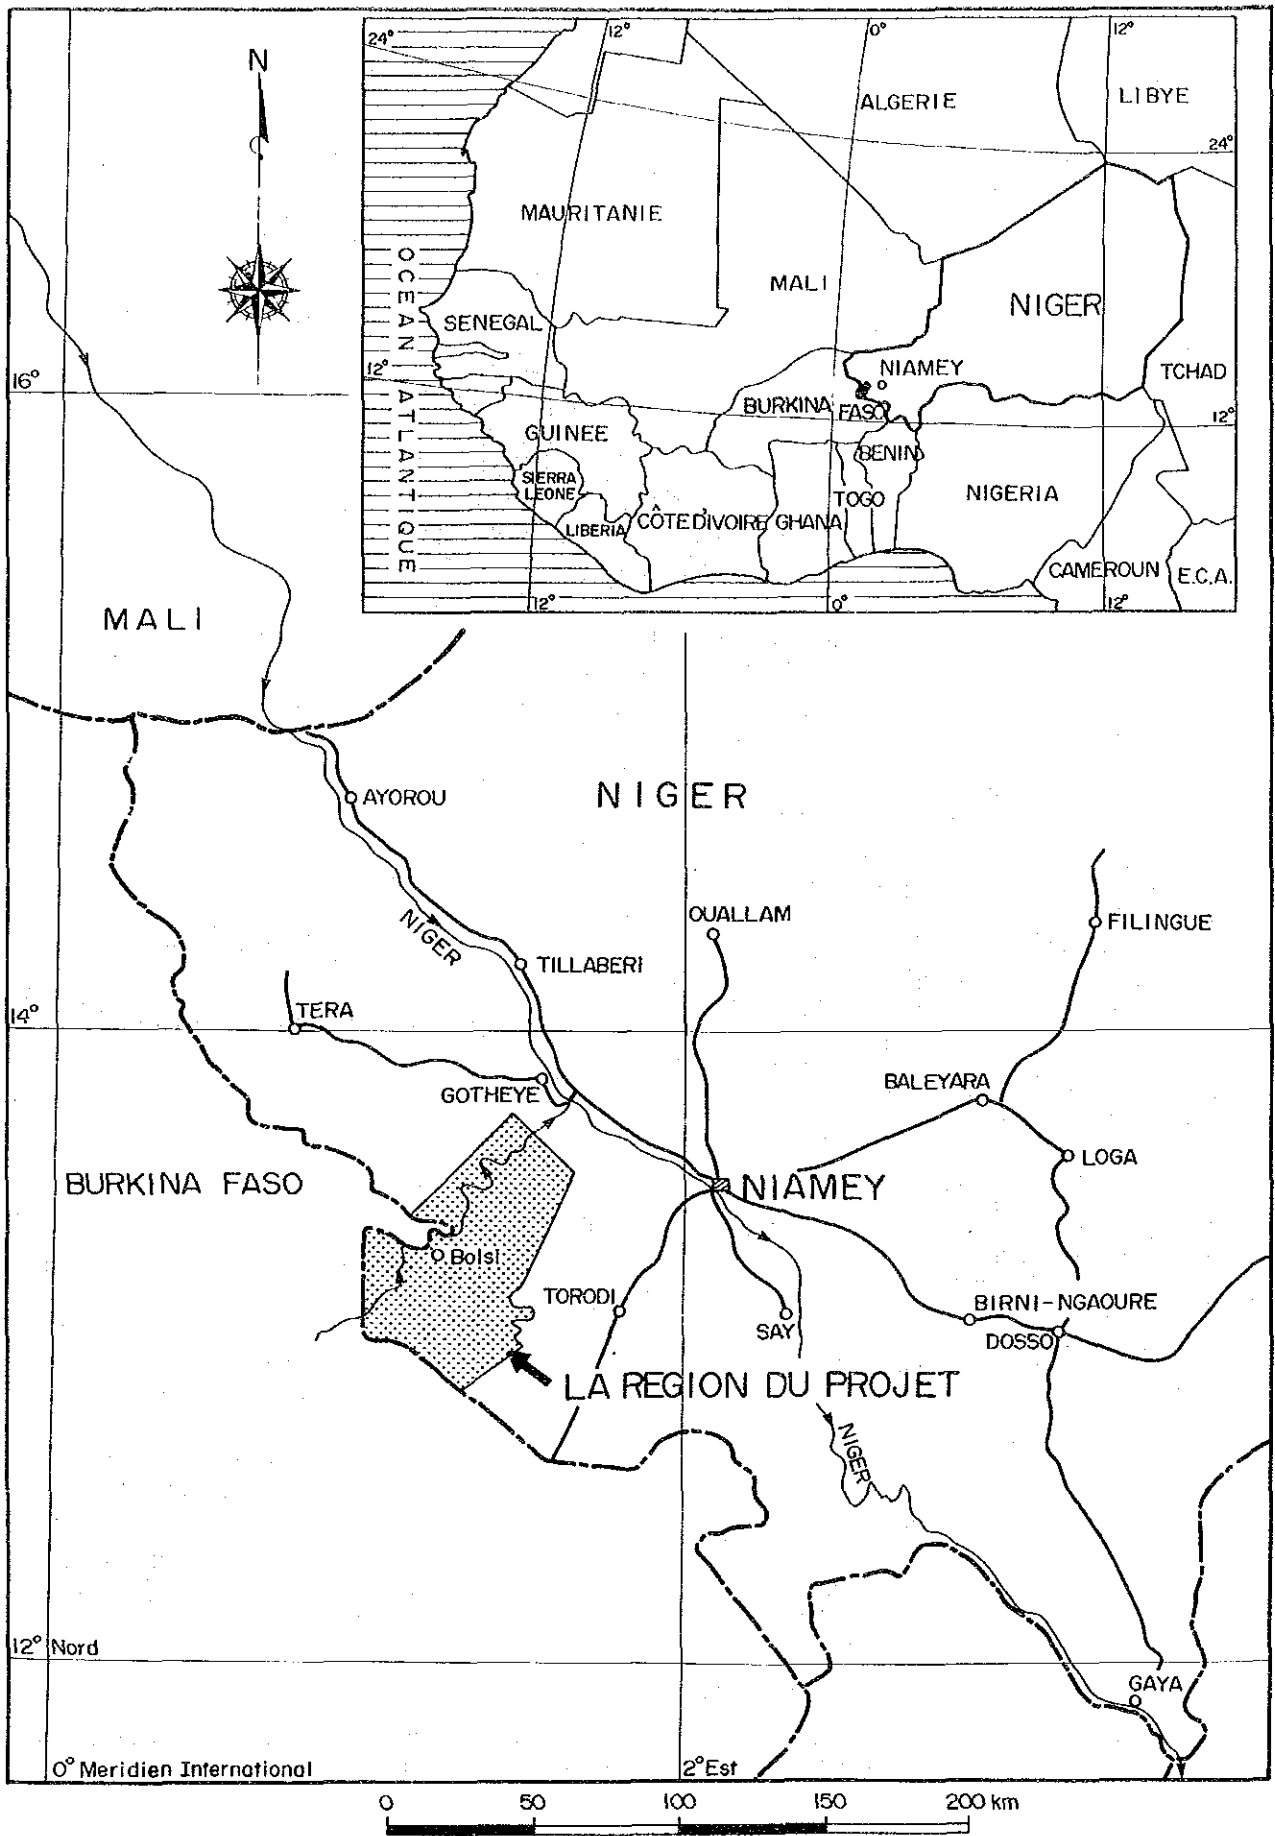 N
24°
12°
0°
12°
ALGERIE
LIBYE
24°
MAURITANIE
OCEAN ATLANTIQUE
MALI
NIGER
SENEGAL
12°
NIAMEY
TCHAD
BURKINA FASO
12°
GUINEE
BENIN
SIERRA
LEONE
TOGO
NIGERIA
LIBERIA
CÔTE D'IVOIRE
GHANA
CAMEROUN
E.C.A.
12°
0°
12°
16°
MALI
NIGER
AYOROU
NIGER
OUALLAM
FILINGUE
TILLABERI
TERA
14°
GOTHEYE
BALEYARA
LOGA
BURKINA FASO
NIAMEY
Bolsi
TORODI
SAY
BIRNI-NGAOURE
DOSSO
LA REGION DU PROJET
NIGER
12° Nord
GAYA
0° Meridien International
2° Est
0 50 100 150 200 km